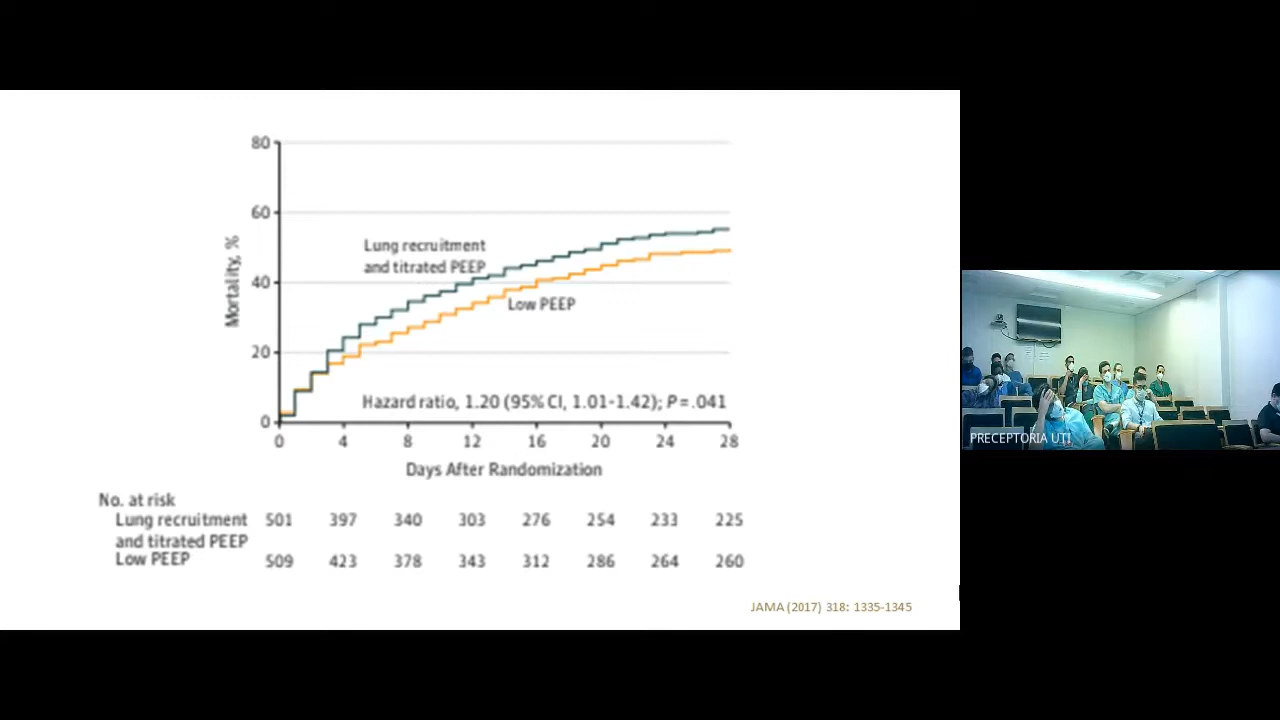 80
60
40
20
0
Mortality, %
Lung recruitment
and titrated PEEP
Low PEEP
Hazard ratio, 1.20 (95% CI, 1.01-1.42); P=.041
0 4 8 12 16 20 24 28
Days After Randomization
No. at risk
Lung recruitment 501 397 340 303 276 254 233 225
and titrated PEEP
Low PEEP 509 423 378 343 312 286 264 260
JAMA (2017) 318: 1335-1345
PRECEPTORIA UTI